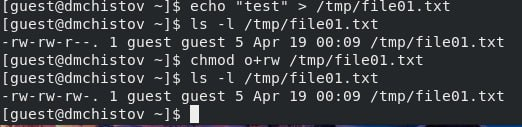 [guest@dmchistov ~]$ echo "test" > /tmp/file01.txt
[guest@dmchistov ~]$ ls -l /tmp/file01.txt
-rw-rw-r--. 1 guest guest 5 Apr 19 00:09 /tmp/file01.txt
[guest@dmchistov ~]$ chmod o+rw /tmp/file01.txt
[guest@dmchistov ~]$ ls -l /tmp/file01.txt
-rw-rw-rw-. 1 guest guest 5 Apr 19 00:09 /tmp/file01.txt
[guest@dmchistov ~]$